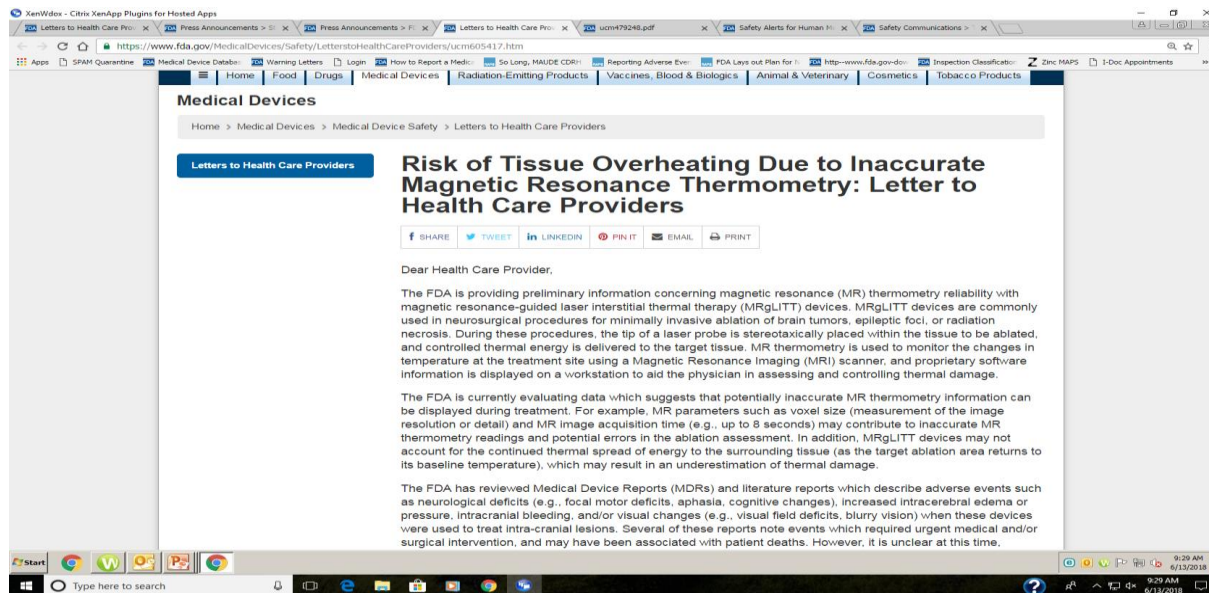 XenWdox - Citrix XenApp Plugins for Hosted Apps
Letters to Health Care Prov
Press Announcements >
Press Announcements >
Letters to Health Care Prov
ucm479248.pdf
Safety Alerts for Human M
Safety Communications >
https://www.fda.gov/MedicalDevices/Safety/LetterstoHealthCareProviders/ucm605417.htm
Apps SPAM Quarantine Medical Device Databas Warning Letters Login How to Report a Medic So Long, MAUDE CDRH Reporting Adverse Even FDA Lays out Plan for http--www.fda.gov-dow Inspection Classification Zinc MAPS I-Doc Appointments
Home Food Drugs Medical Devices Radiation-Emitting Products Vaccines, Blood & Biologics Animal & Veterinary Cosmetics Tobacco Products
Medical Devices
Home > Medical Devices > Medical Device Safety > Letters to Health Care Providers
Letters to Health Care Providers
Risk of Tissue Overheating Due to Inaccurate
Magnetic Resonance Thermometry: Letter to
Health Care Providers
SHARE TWEET LINKEDIN PIN IT EMAIL PRINT
Dear Health Care Provider,
The FDA is providing preliminary information concerning magnetic resonance (MR) thermometry reliability with
magnetic resonance-guided laser interstitial thermal therapy (MRgLITT) devices. MRgLITT devices are commonly
used in neurosurgical procedures for minimally invasive ablation of brain tumors, epileptic foci, or radiation
necrosis. During these procedures, the tip of a laser probe is stereotaxically placed within the tissue to be ablated,
and controlled thermal energy is delivered to the target tissue. MR thermometry is used to monitor the changes in
temperature at the treatment site using a Magnetic Resonance Imaging (MRI) scanner, and proprietary software
information is displayed on a workstation to aid the physician in assessing and controlling thermal damage.
The FDA is currently evaluating data which suggests that potentially inaccurate MR thermometry information can
be displayed during treatment. For example, MR parameters such as voxel size (measurement of the image
resolution or detail) and MR image acquisition time (e.g., up to 8 seconds) may contribute to inaccurate MR
thermometry readings and potential errors in the ablation assessment. In addition, MRgLITT devices may not
account for the continued thermal spread of energy to the surrounding tissue (as the target ablation area returns to
its baseline temperature), which may result in an underestimation of thermal damage.
The FDA has reviewed Medical Device Reports (MDRs) and literature reports which describe adverse events such
as neurological deficits (e.g., focal motor deficits, aphasia, cognitive changes), increased intracerebral edema or
pressure, intracranial bleeding, and/or visual changes (e.g., visual field deficits, blurry vision) when these devices
were used to treat intra-cranial lesions. Several of these reports note events which required urgent medical and/or
surgical intervention, and may have been associated with patient deaths. However, it is unclear at this time,
Start
9:29 AM
6/13/2018
Type here to search
9:29 AM
6/13/2018